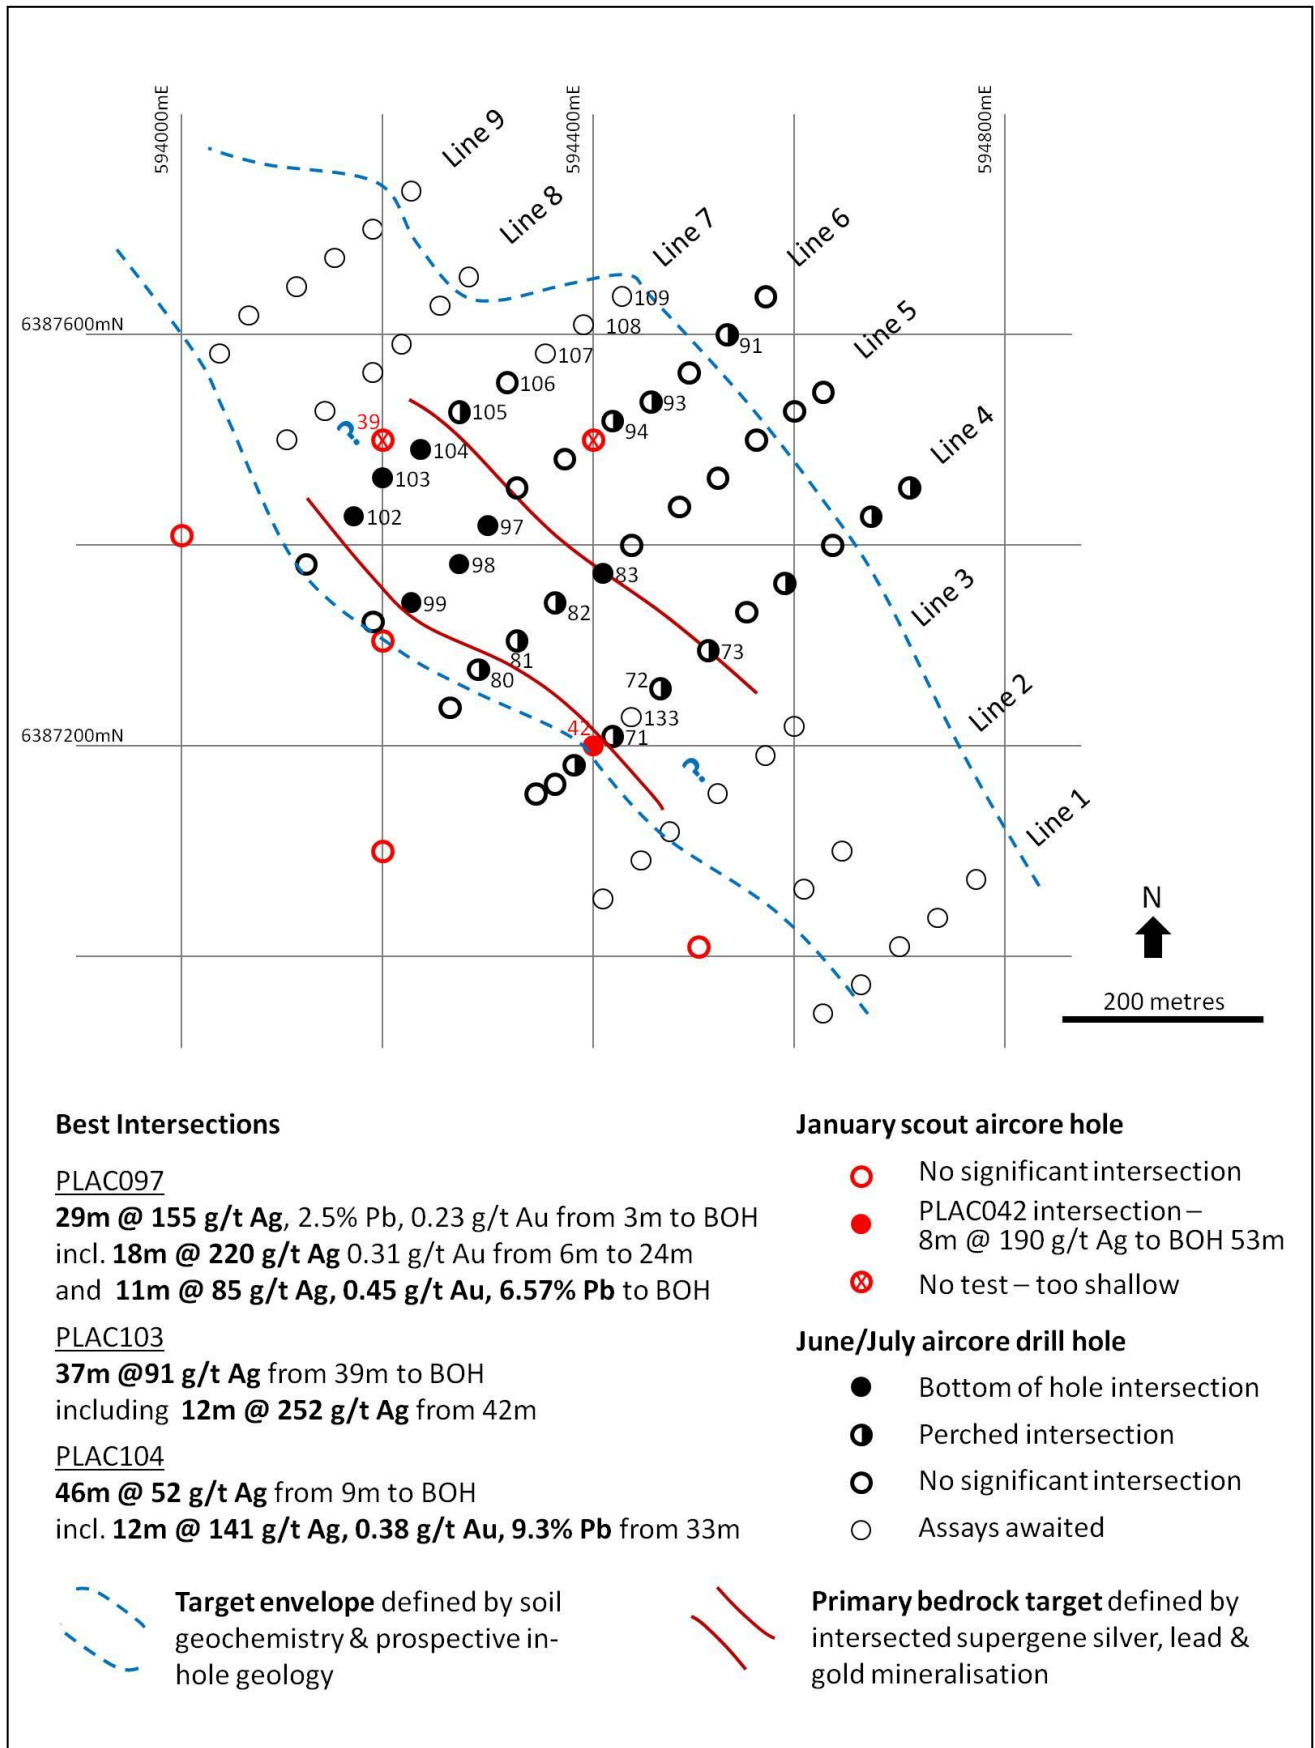 594000mE
594400mE
594800mE
Line 9
Line 8
Line 7
Line 6
Line 5
Line 4
Line 3
Line 2
Line 1
6387600mN
6387200mN
109
108
107
106
105
104
103
102
39
?
91
93
94
97
98
99
83
82
81
80
73
72
133
71
42
?
N
200 metres
Best Intersections
PLAC097
29m @ 155 g/t Ag, 2.5% Pb, 0.23 g/t Au from 3m to BOH
incl. 18m @ 220 g/t Ag 0.31 g/t Au from 6m to 24m
and 11m @ 85 g/t Ag, 0.45 g/t Au, 6.57% Pb to BOH
PLAC103
37m @91 g/t Ag from 39m to BOH
including 12m @ 252 g/t Ag from 42m
PLAC104
46m @ 52 g/t Ag from 9m to BOH
incl. 12m @ 141 g/t Ag, 0.38 g/t Au, 9.3% Pb from 33m
January scout aircore hole
No significant intersection
PLAC042 intersection –
8m @ 190 g/t Ag to BOH 53m
No test – too shallow
June/July aircore drill hole
Bottom of hole intersection
Perched intersection
No significant intersection
Assays awaited
Target envelope defined by soil
geochemistry & prospective in-
hole geology
Primary bedrock target defined by
intersected supergene silver, lead &
gold mineralisation